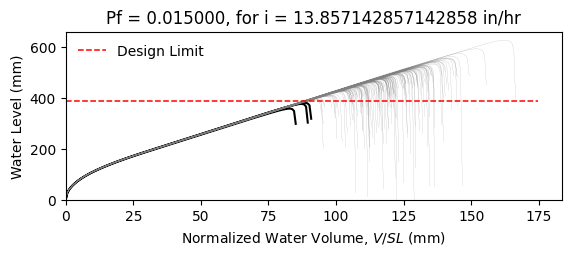 Pf = 0.015000, for i = 13.857142857142858 in/hr
Water Level (mm)
600
400
200
0
Design Limit
0 25 50 75 100 125 150 175
Normalized Water Volume, V/SL (mm)